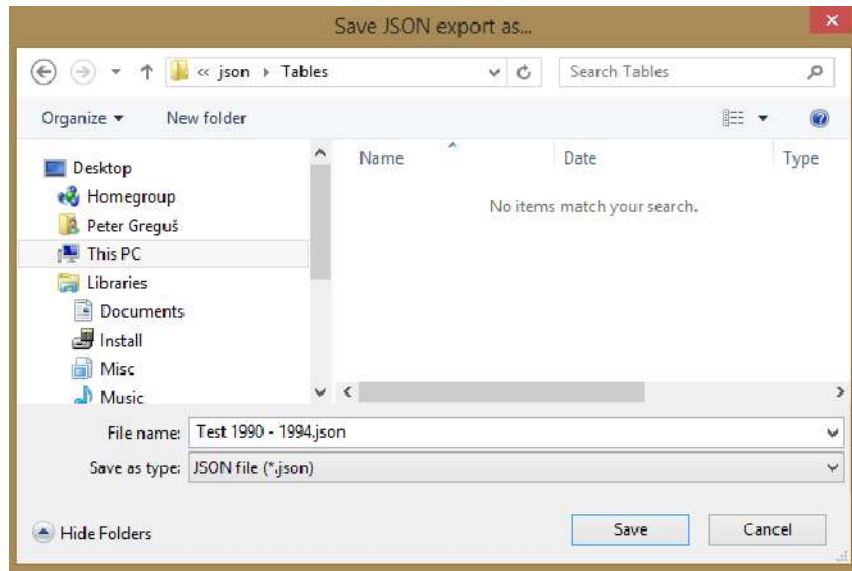 Save JSON export as...
« json Tables
Search Tables
Organize
New folder
Name
Date
Type
No items match your search.
Desktop
Homegroup
Peter Greguš
This PC
Libraries
Documents
Install
Misc
Music
File name: Test 1990 - 1994.json
Save as type: JSON file (*.json)
Hide Folders
Save
Cancel